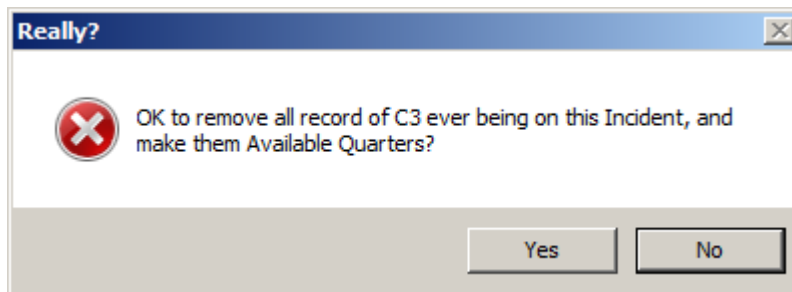 Really?
OK to remove all record of C3 ever being on this Incident, and
make them Available Quarters?
Yes
No